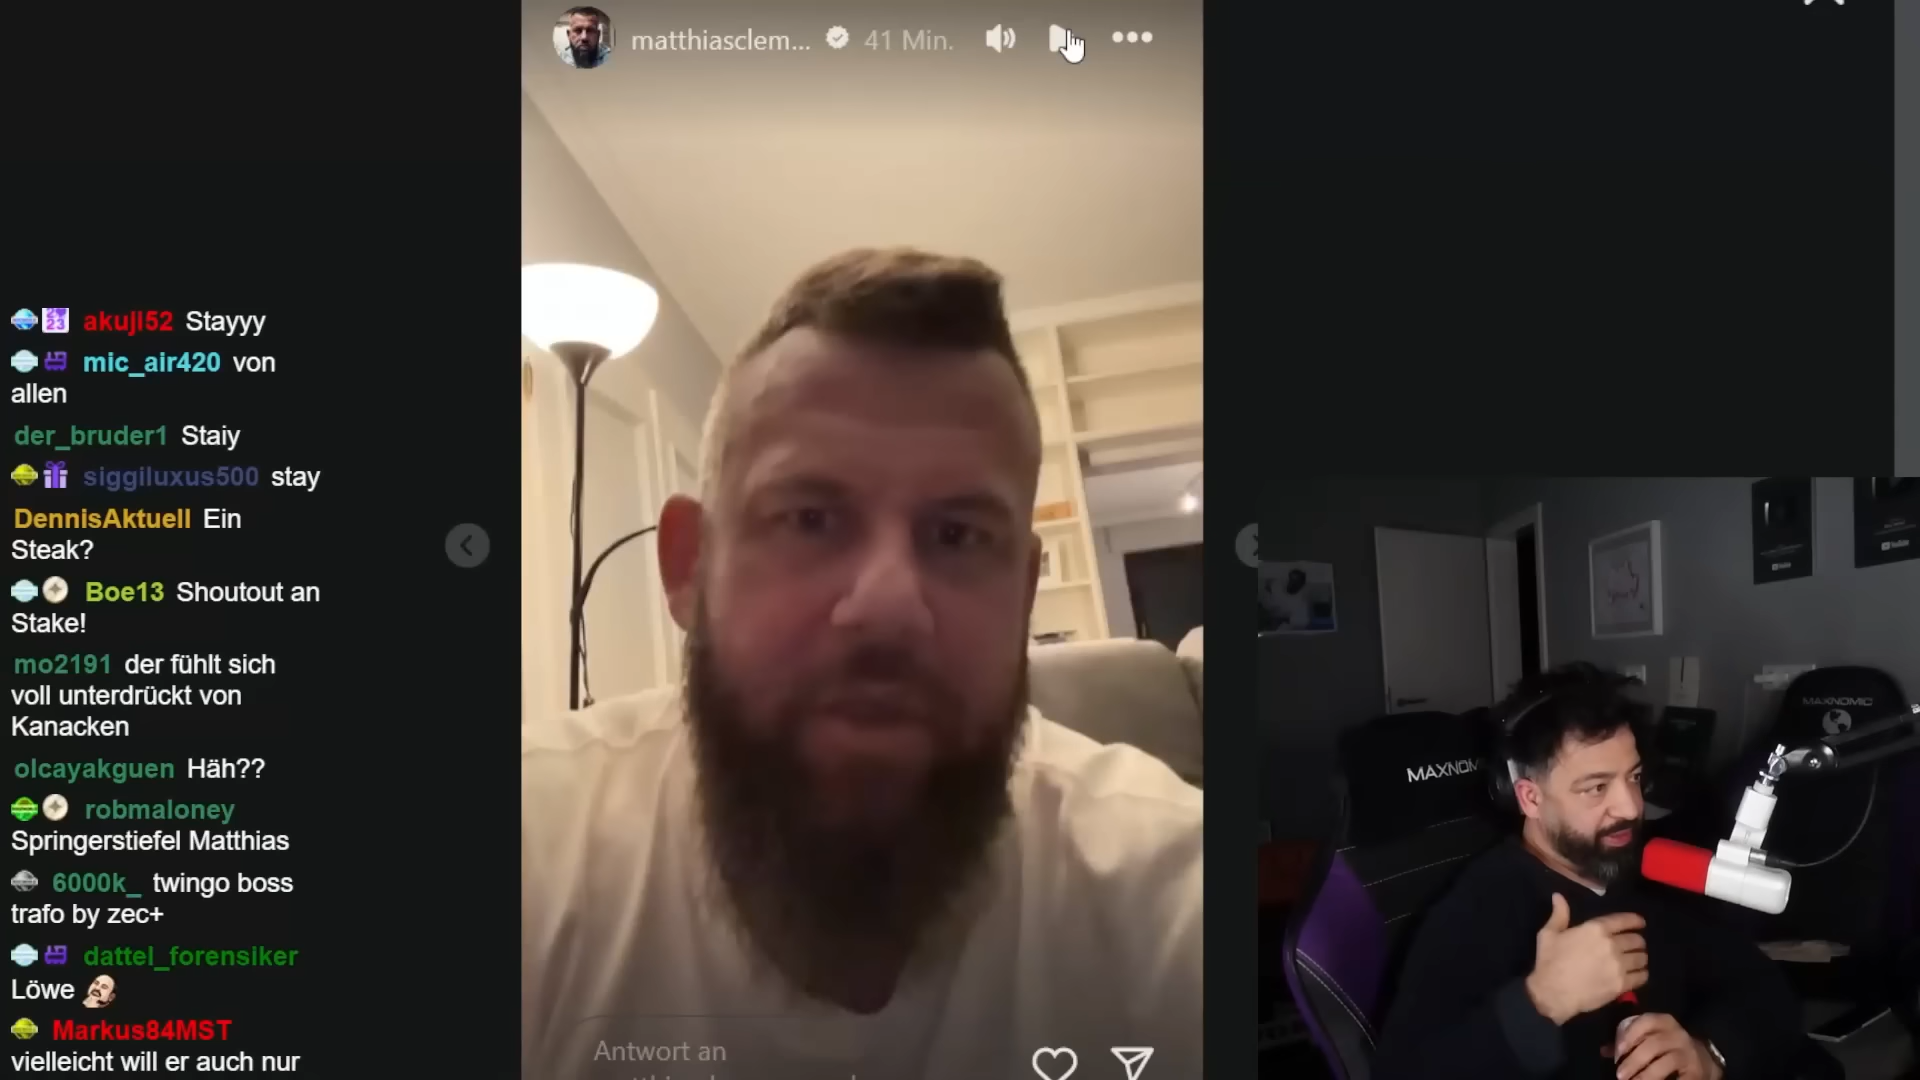 matthiasclem... 41 Min.
akuji52 Stayyy
mic_air420 von
allen
der_bruder1 Staiy
siggiluxus500 stay
DennisAktuell Ein
Steak?
Boe13 Shoutout an
Stake!
mo2191 der fühlt sich
voll unterdrückt von
Kanacken
olcayakguen Häh??
robmaloney
Springerstiefel Matthias
6000k_ twingo boss
trafo by zec+
dattel_forensiker
Löwe
Markus84MST
vielleicht will er auch nur
Antwort an
MAXNOM
MAXNOMIC
YouTube